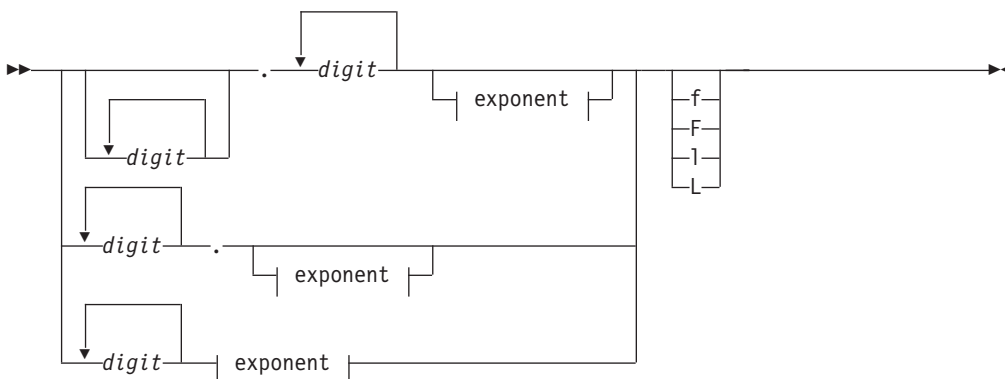 . digit
exponent f
digit F
l
L
digit .
exponent
digit exponent